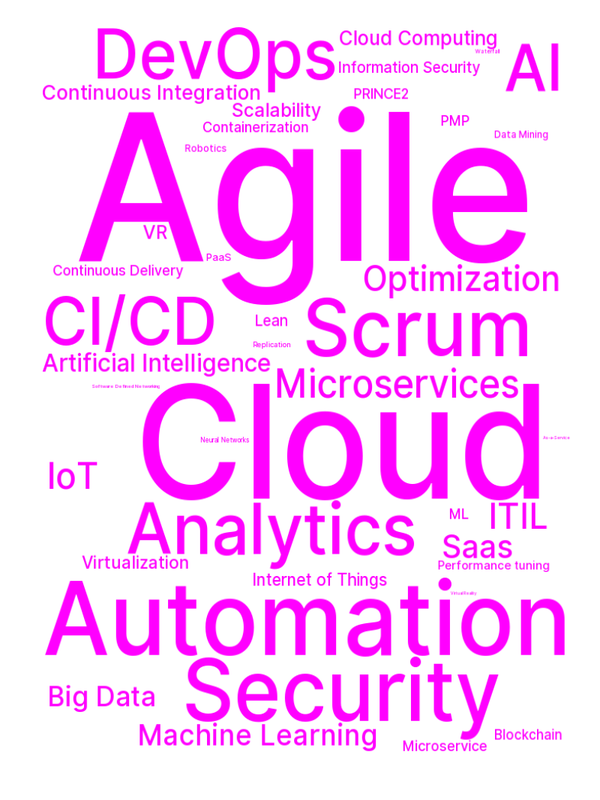 DevOps
Cloud Computing
Waterfall
AI
Information Security
Continuous Integration
PRINCE2
Scalability
PMP
Containerization
Data Mining
Agile
Robotics
VR
PaaS
Continuous Delivery
Optimization
CI/CD
Lean
Scrum
Replication
Artificial Intelligence
Microservices
Software Defined Networking
Cloud
Neural Networks
IoT
Analytics
ML
ITIL
Saas
Virtualization
Performance tuning
Internet of Things
Automation
Virtual Reality
Security
Big Data
Machine Learning
Blockchain
Microservice